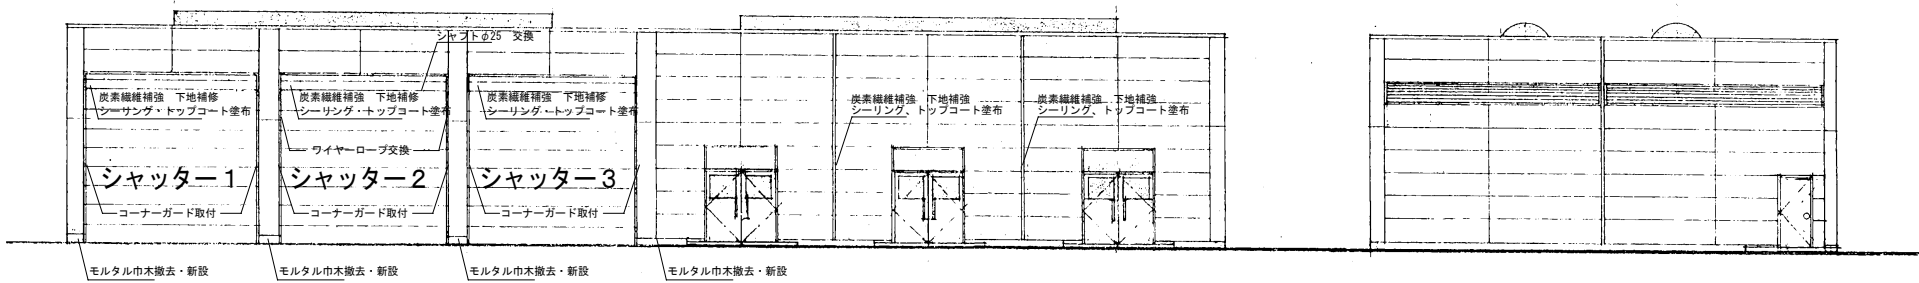 シャフトφ25　交換
炭素繊維補強　下地補修
シーリング・トップコート塗布
炭素繊維補強　下地補修
シーリング・トップコート塗布
炭素繊維補強　下地補修
シーリング・トップコート塗布
炭素繊維補強　下地補強
シーリング、トップコート塗布
炭素繊維補強　下地補強
シーリング、トップコート塗布
ワイヤーロープ交換
シャッター１
シャッター２
シャッター３
コーナーガード取付
コーナーガード取付
コーナーガード取付
モルタル巾木撤去・新設
モルタル巾木撤去・新設
モルタル巾木撤去・新設
モルタル巾木撤去・新設